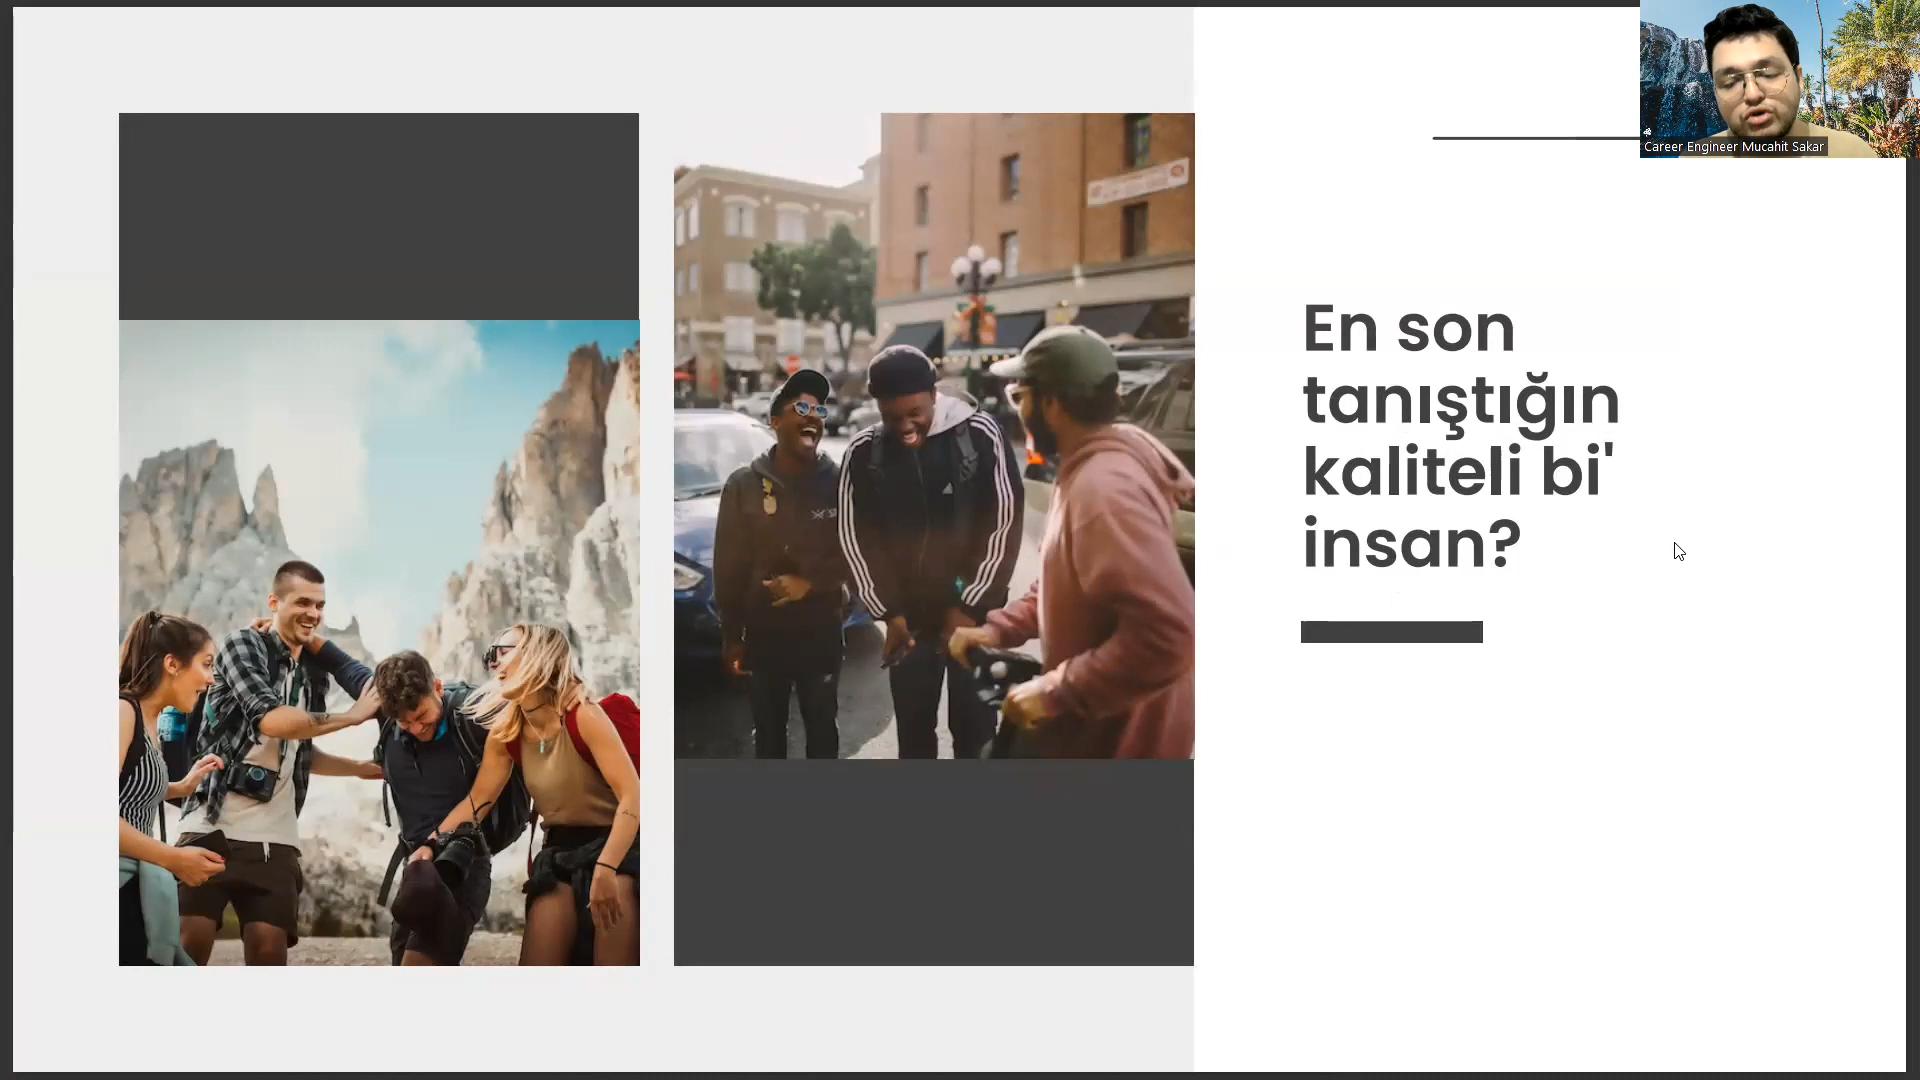 Career Engineer Mucahit Sakar
En son
tanıştığın
kaliteli bi'
insan?